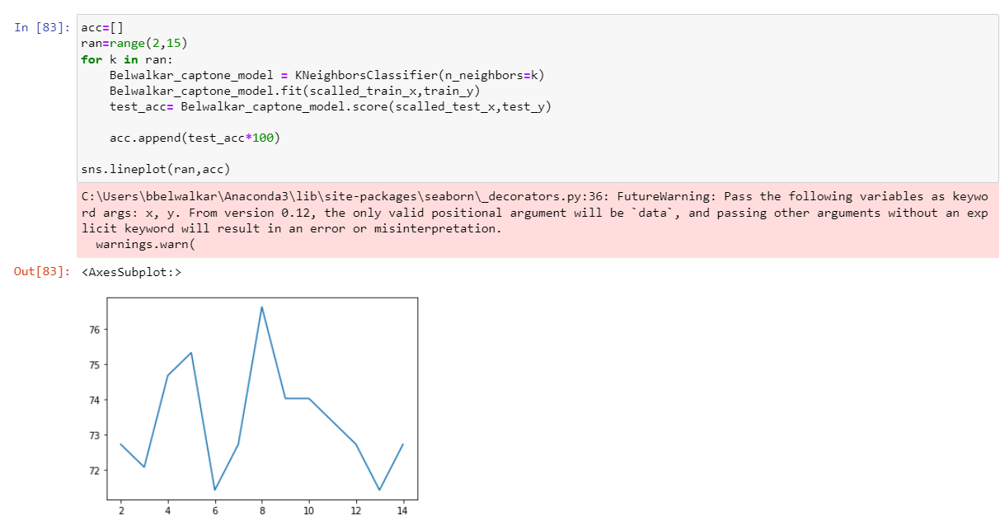 In [83]: acc=[]
ran=range(2,15)
for k in ran:
    Belwalkar_captone_model = KNeighborsClassifier(n_neighbors=k)
    Belwalkar_captone_model.fit(scalled_train_x,train_y)
    test_acc= Belwalkar_captone_model.score(scalled_test_x,test_y)
    acc.append(test_acc*100)
sns.lineplot(ran,acc)
C:\Users\bbelwalkar\Anaconda3\lib\site-packages\seaborn\_decorators.py:36: FutureWarning: Pass the following variables as keywo
rd args: x, y. From version 0.12, the only valid positional argument will be `data`, and passing other arguments without an exp
licit keyword will result in an error or misinterpretation.
  warnings.warn(
Out[83]: <AxesSubplot:>
76
75
74
73
72
2 4 6 8 10 12 14